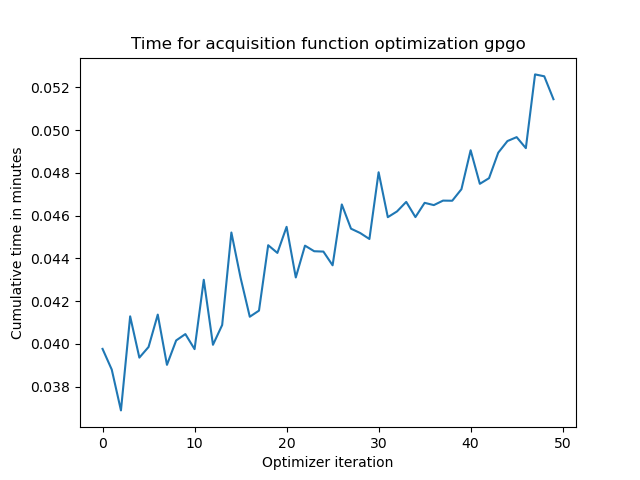 Time for acquisition function optimization gpgo
0.052
0.050
0.048
0.046
0.044
0.042
0.040
0.038
Cumulative time in minutes
0 10 20 30 40 50
Optimizer iteration